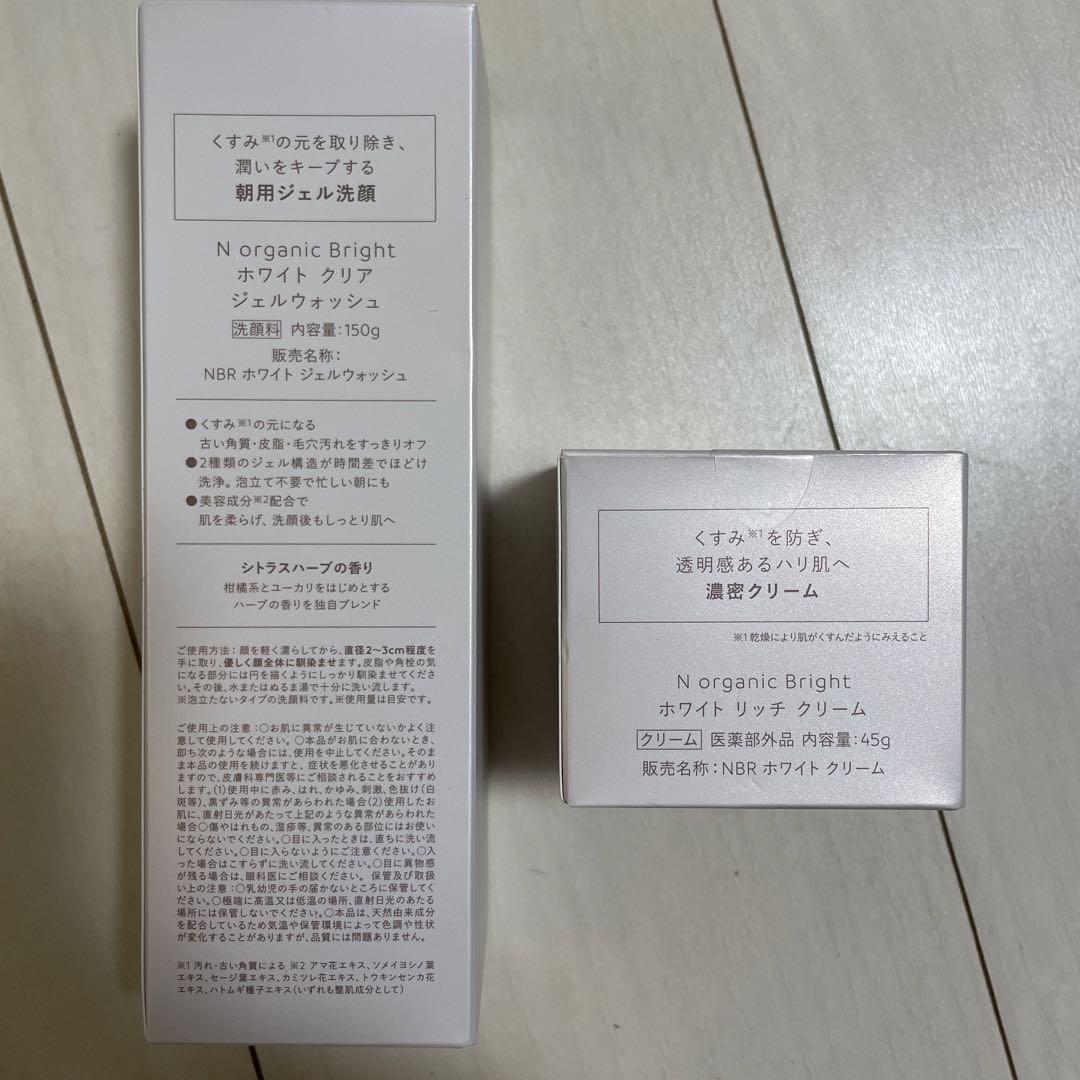 くすみ※1の元を取り除き、
潤いをキープする
朝用ジェル洗顔
N organic Bright
ホワイト クリア
ジェルウォッシュ
洗顔料 内容量:150g
販売名称:
NBR ホワイト ジェルウォッシュ
●くすみ※1の元になる
古い角質・皮脂・毛穴汚れをすっきりオフ
●2種類のジェル構造が時間差でほどけ
洗浄。泡立て不要で忙しい朝にも
●美容成分※2配合で
肌を柔らげ、洗顔後もしっとり肌へ
シトラスハーブの香り
柑橘系とユーカリをはじめとする
ハーブの香りを独自ブレンド
ご使用方法:顔を軽く濡らしてから、直径2〜3cm程度を
手に取り、優しく顔全体に馴染ませます。皮脂や角栓の気
になる部分には円を描くようにしっかり馴染ませてくださ
い。その後、水またはぬるま湯で十分に洗い流します。
※泡立たないタイプの洗顔料です。※使用量は目安です。
ご使用上の注意:○お肌に異常が生じていないかよく注
意して使用してください。○本品がお肌に合わないとき、
即ち次のような場合には、使用を中止してください。そのま
ま本品の使用を続けますと、症状を悪化させることがあり
ますので、皮膚科専門医等にご相談されることをおすすめ
します。(1)使用中に赤み、はれ、かゆみ、刺激、色抜け(白
斑等)、黒ずみ等の異常があらわれた場合(2)使用したお
肌に、直射日光があたって上記のような異常があらわれた
場合○傷やはれもの、湿疹等、異常のある部位にはお使い
にならないでください。○目に入ったときは、直ちに洗い流
してください。○目に入らないようにご注意ください。○入
った場合はこすらずに洗い流してください。○目に異物感
が残る場合は、眼科医にご相談ください。 保管及び取扱
い上の注意:○乳幼児の手の届かないところに保管してく
ださい。○極端に高温又は低温の場所、直射日光のあたる
場所には保管しないでください。○本品は、天然由来成分
を配合しているため気温や保管環境によって色調や性状
が変化することがありますが、品質には問題ありません。
※1 汚れ・古い角質による ※2 アマ花エキス、ソメイヨシノ葉
エキス、セージ葉エキス、カミツレ花エキス、トウキンセンカ花
エキス、ハトムギ種子エキス(いずれも整肌成分として)
くすみ※1を防ぎ、
透明感あるハリ肌へ
濃密クリーム
※1 乾燥により肌がくすんだようにみえること
N organic Bright
ホワイト リッチ クリーム
クリーム 医薬部外品 内容量:45g
販売名称:NBR ホワイト クリーム